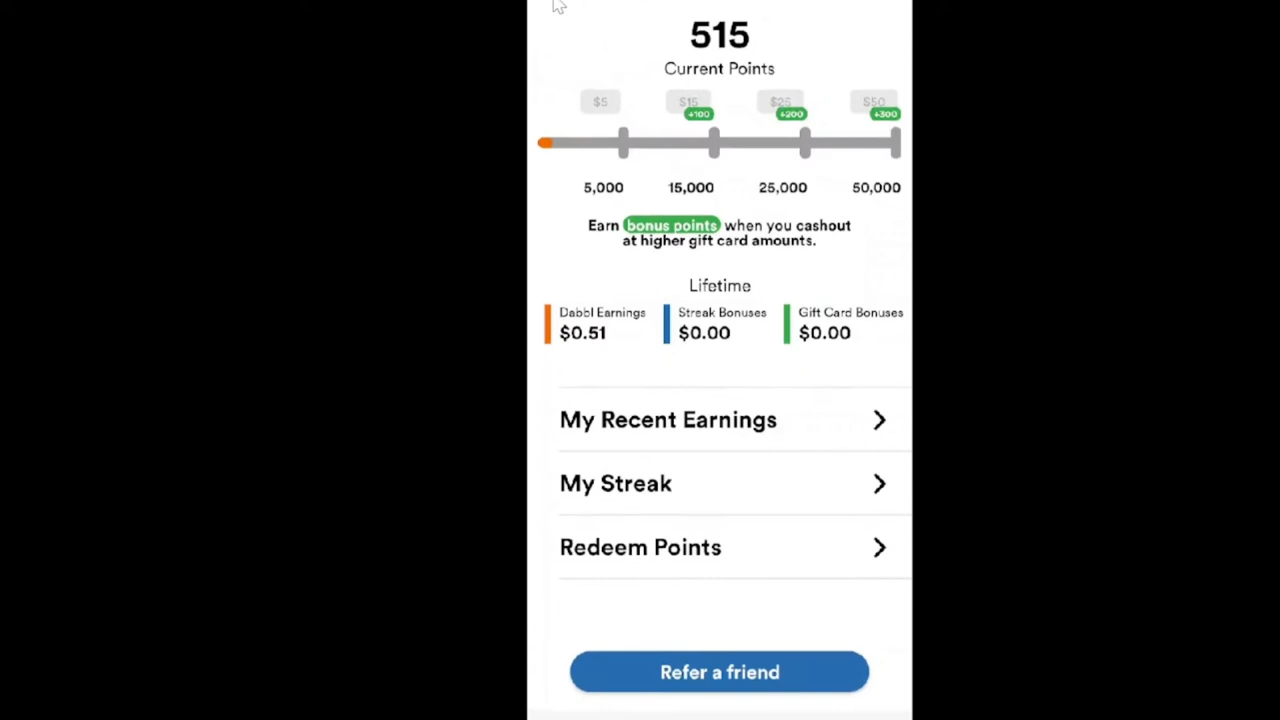 515
Current Points
$5 $15 $25 $50
+100 +200 +300
5,000 15,000 25,000 50,000
Earn bonus points when you cashout
at higher gift card amounts.
Lifetime
Dabbl Earnings Streak Bonuses Gift Card Bonuses
$0.51 $0.00 $0.00
My Recent Earnings
My Streak
Redeem Points
Refer a friend